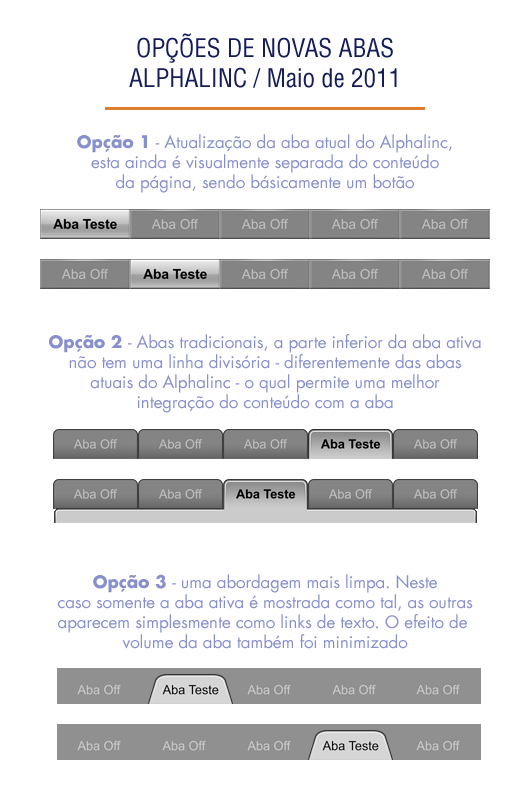 OPÇÕES DE NOVAS ABAS
ALPHALINC / Maio de 2011
Opção 1 - Atualização da aba atual do Alphalinc,
esta ainda é visualmente separada do conteúdo
da página, sendo básicamente um botão
Aba Teste Aba Off Aba Off Aba Off Aba Off
Aba Off Aba Teste Aba Off Aba Off Aba Off
Opção 2 - Abas tradicionais, a parte inferior da aba ativa
não tem uma linha divisória - diferentemente das abas
atuais do Alphalinc - o qual permite uma melhor
integração do conteúdo com a aba
Aba Off Aba Off Aba Off Aba Teste Aba Off
Aba Off Aba Off Aba Teste Aba Off Aba Off
Opção 3 - uma abordagem mais limpa. Neste
caso somente a aba ativa é mostrada como tal, as outras
aparecem simplesmente como links de texto. O efeito de
volume da aba também foi minimizado
Aba Off Aba Teste Aba Off Aba Off Aba Off
Aba Off Aba Off Aba Off Aba Teste Aba Off